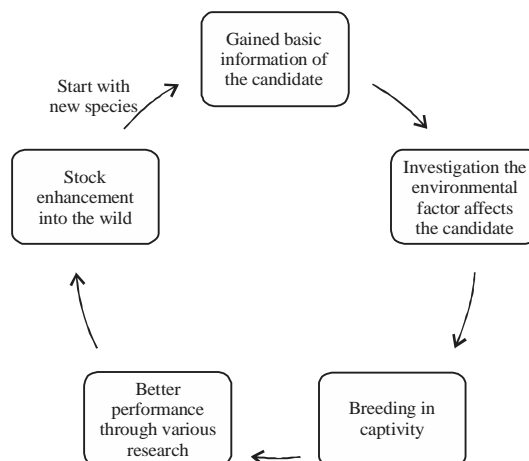 Gained basic
information of
the candidate
Start with
new species
Investigation the
environmental
factor affects
the candidate
Breeding in
captivity
Better
performance
through various
research
Stock
enhancement
into the wild